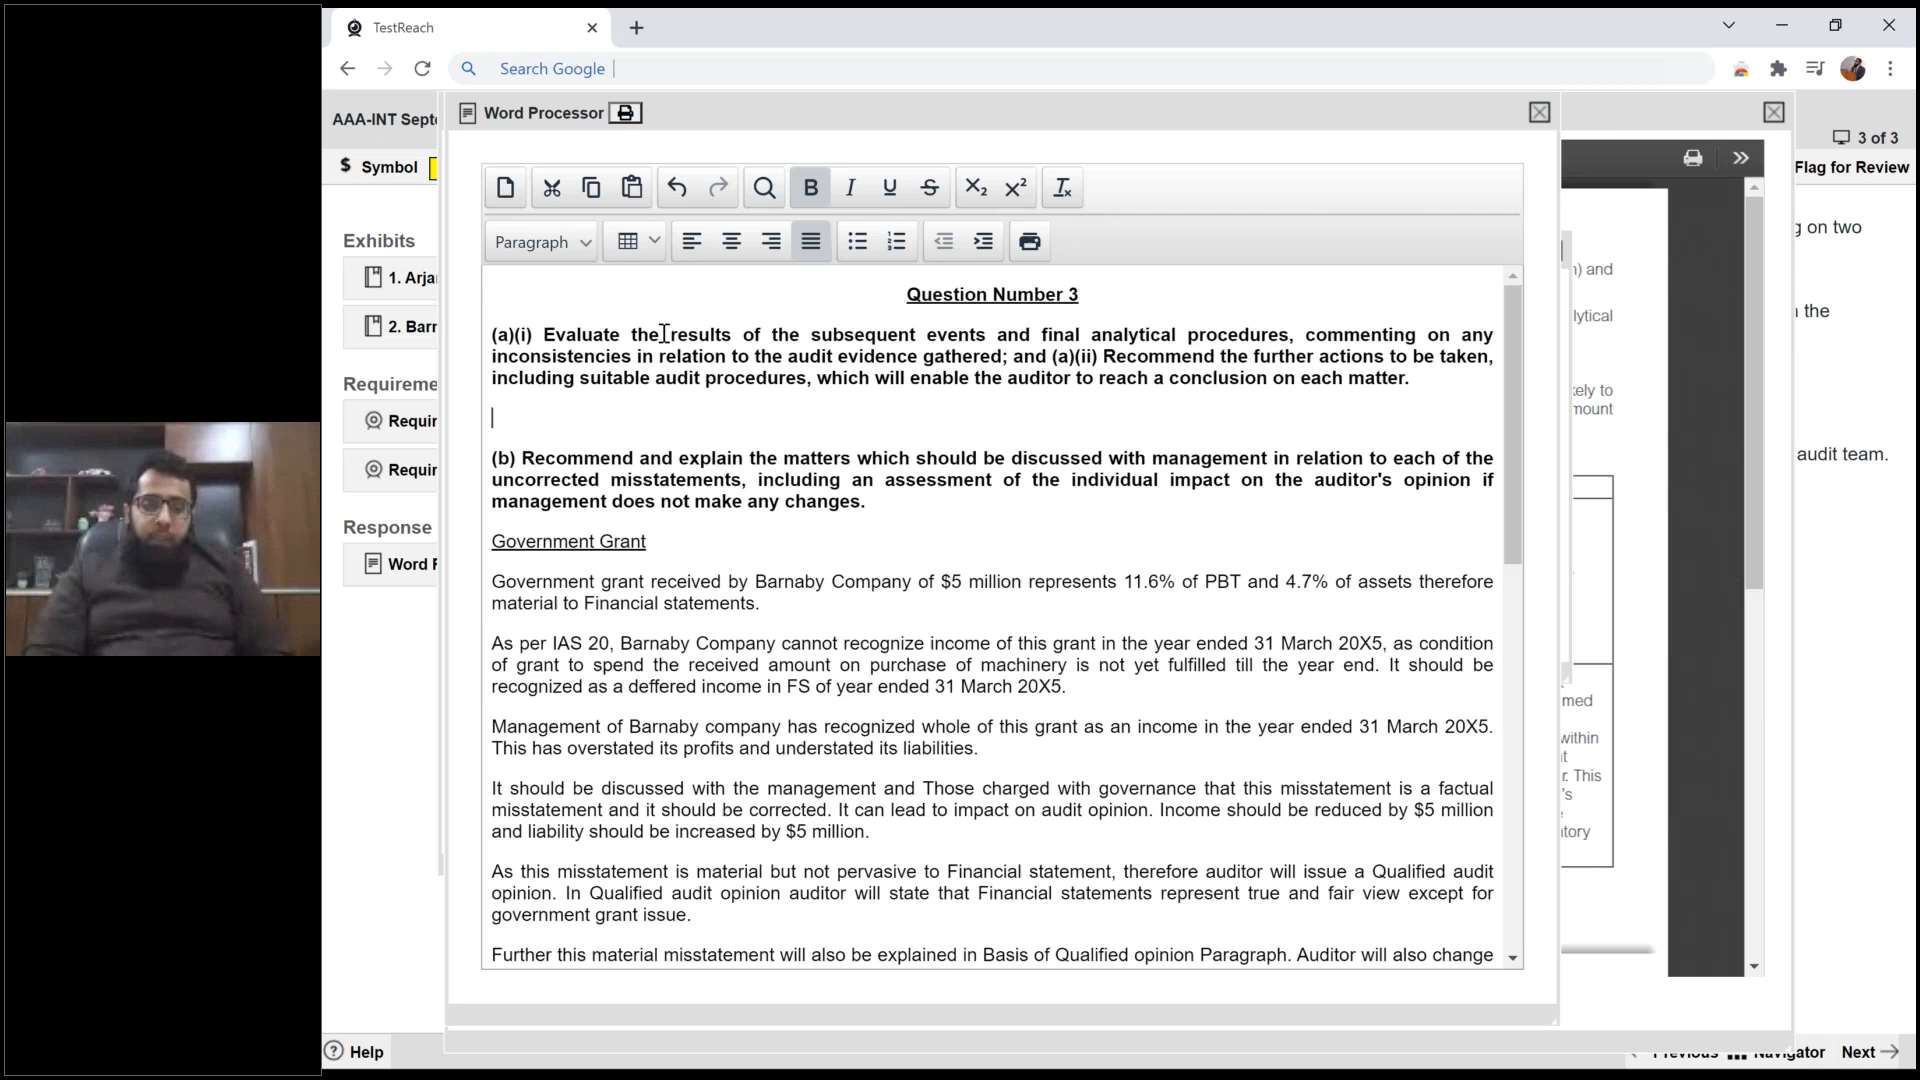 TestReach
Search Google
AAA-INT Septe
Word Processor
3 of 3
$ Symbol
Flag for Review
Paragraph
Exhibits
1. Arja
2. Barn
Requireme
Requir
Requir
Response
Word F
Question Number 3
(a)(i) Evaluate the results of the subsequent events and final analytical procedures, commenting on any
inconsistencies in relation to the audit evidence gathered; and (a)(ii) Recommend the further actions to be taken,
including suitable audit procedures, which will enable the auditor to reach a conclusion on each matter.
(b) Recommend and explain the matters which should be discussed with management in relation to each of the
uncorrected misstatements, including an assessment of the individual impact on the auditor's opinion if
management does not make any changes.
Government Grant
Government grant received by Barnaby Company of $5 million represents 11.6% of PBT and 4.7% of assets therefore
material to Financial statements.
As per IAS 20, Barnaby Company cannot recognize income of this grant in the year ended 31 March 20X5, as condition
of grant to spend the received amount on purchase of machinery is not yet fulfilled till the year end. It should be
recognized as a deffered income in FS of year ended 31 March 20X5.
Management of Barnaby company has recognized whole of this grant as an income in the year ended 31 March 20X5.
This has overstated its profits and understated its liabilities.
It should be discussed with the management and Those charged with governance that this misstatement is a factual
misstatement and it should be corrected. It can lead to impact on audit opinion. Income should be reduced by $5 million
and liability should be increased by $5 million.
As this misstatement is material but not pervasive to Financial statement, therefore auditor will issue a Qualified audit
opinion. In Qualified audit opinion auditor will state that Financial statements represent true and fair view except for
government grant issue.
Further this material misstatement will also be explained in Basis of Qualified opinion Paragraph. Auditor will also change
g on two
) and
the
lytical
kely to
mount
audit team.
med
within
t
r. This
's
tory
Help
Previous
Navigator
Next